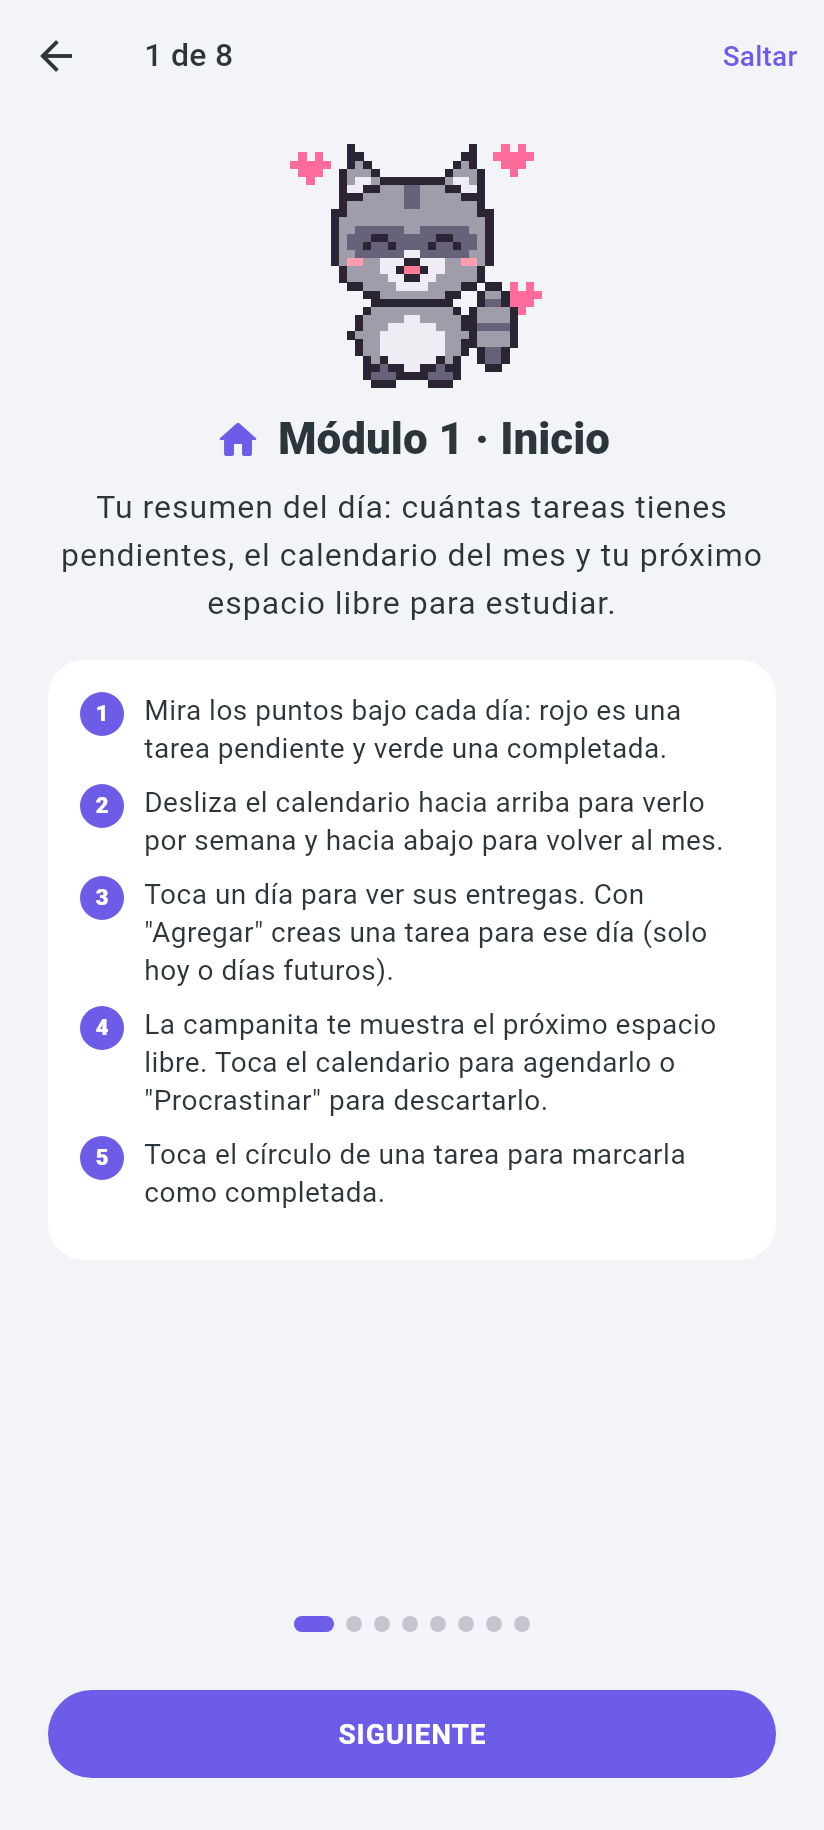 1 de 8
Saltar
Módulo 1 · Inicio
Tu resumen del día: cuántas tareas tienes
pendientes, el calendario del mes y tu próximo
espacio libre para estudiar.
1 Mira los puntos bajo cada día: rojo es una
tarea pendiente y verde una completada.
2 Desliza el calendario hacia arriba para verlo
por semana y hacia abajo para volver al mes.
3 Toca un día para ver sus entregas. Con
"Agregar" creas una tarea para ese día (solo
hoy o días futuros).
4 La campanita te muestra el próximo espacio
libre. Toca el calendario para agendarlo o
"Procrastinar" para descartarlo.
5 Toca el círculo de una tarea para marcarla
como completada.
SIGUIENTE